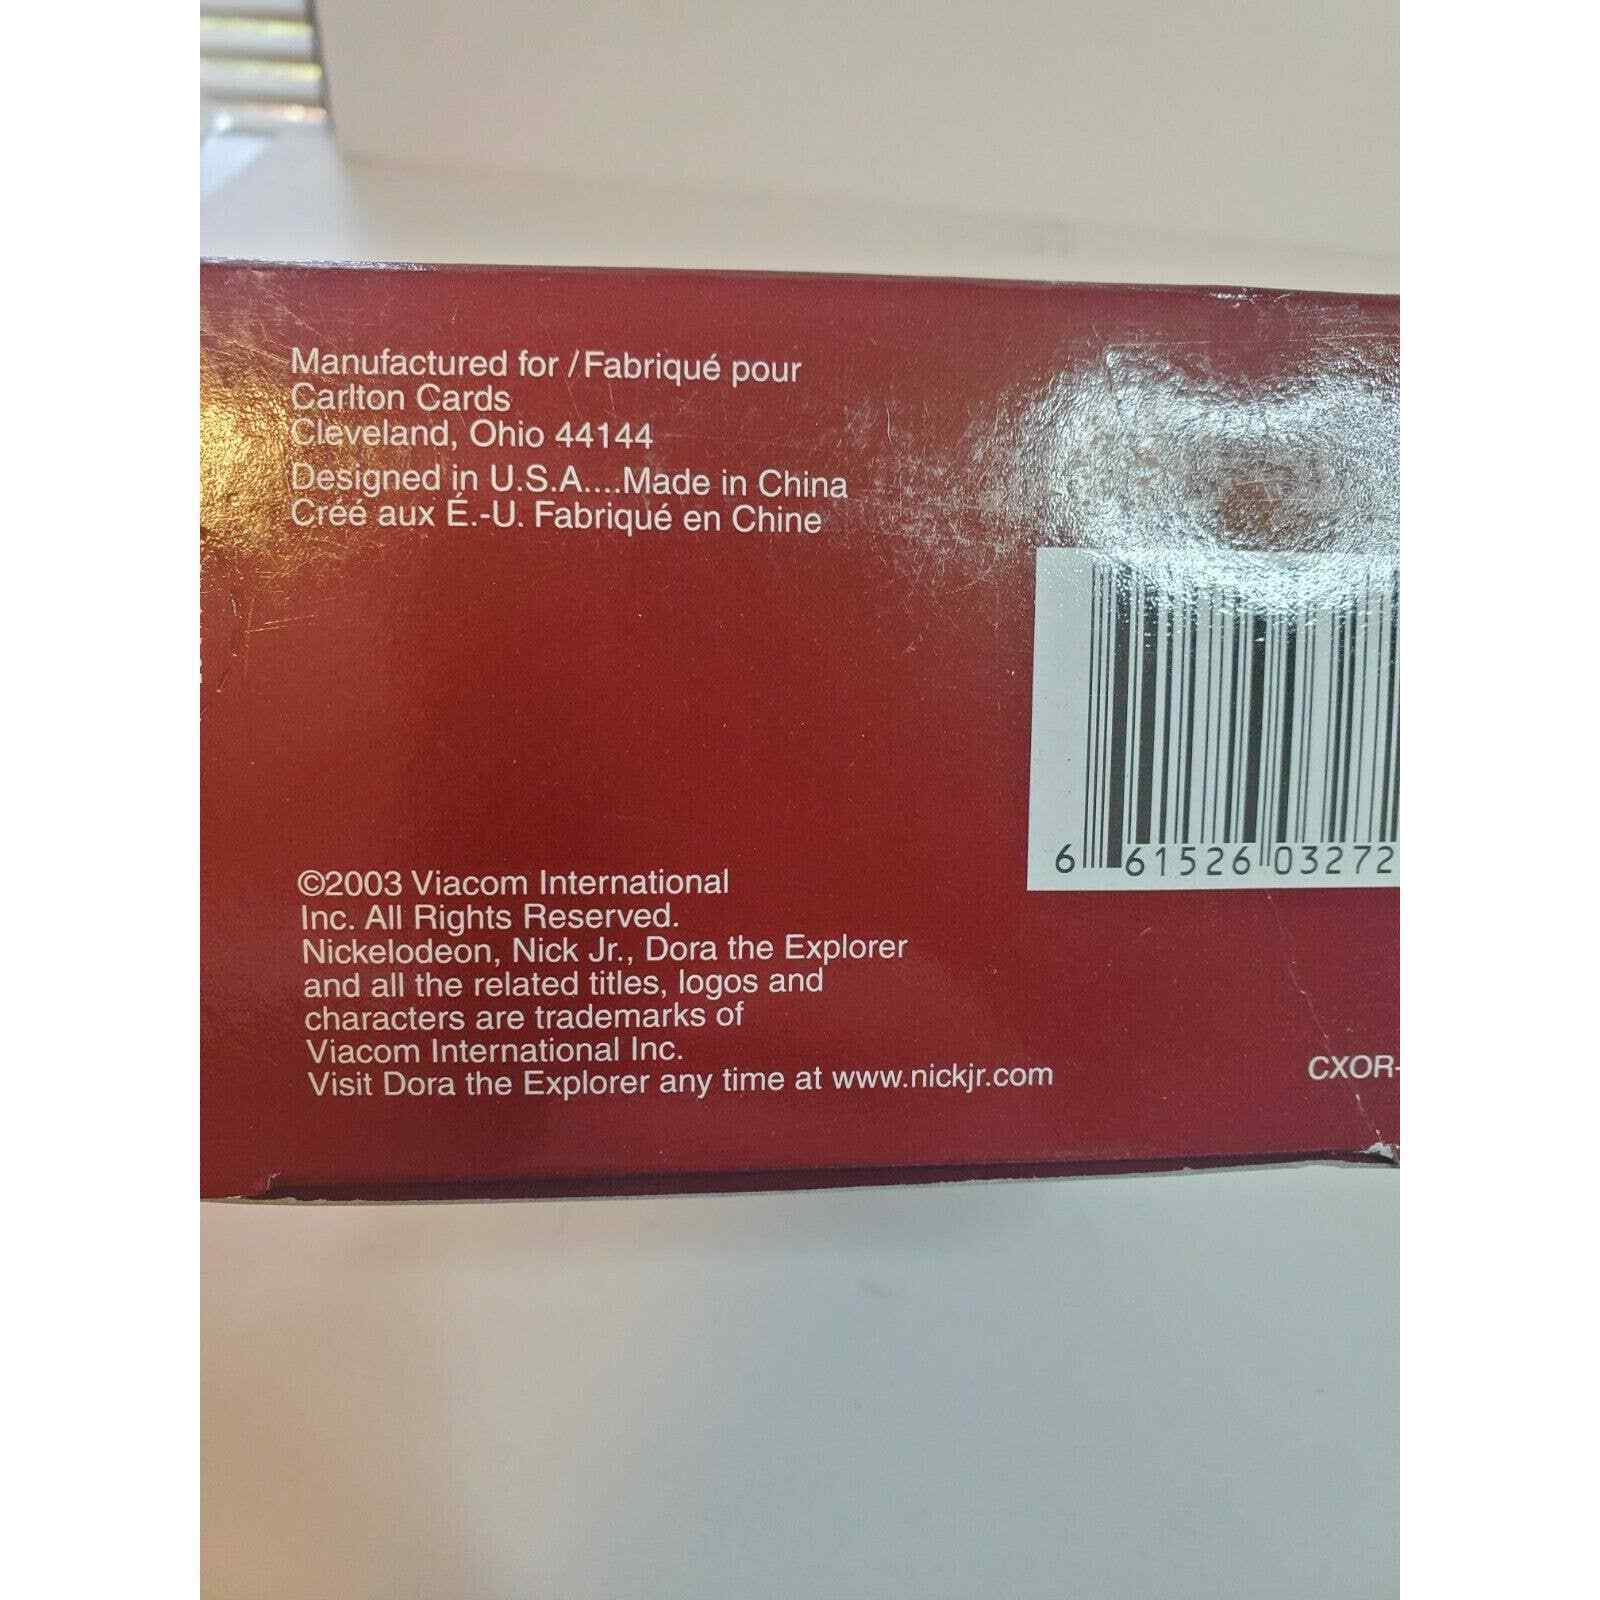 Manufactured for / Fabriqué pour
Carlton Cards
Cleveland, Ohio 44144
Designed in U.S.A....Made in China
Créé aux É.-U. Fabriqué en Chine
6 61526 03272
©2003 Viacom International
Inc. All Rights Reserved.
Nickelodeon, Nick Jr., Dora the Explorer
and all the related titles, logos and
characters are trademarks of
Viacom International Inc.
Visit Dora the Explorer any time at www.nickjr.com
CXOR-